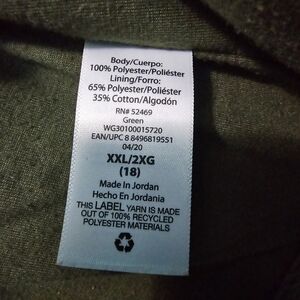 Body/Cuerpo:
100% Polyester/Poliéster
Lining/Forro:
65% Polyester/Poliéster
35% Cotton/Algodón
RN# 52469
Green
WG30100015720
EAN/UPC 8 8496819551
04/20
XXL/2XG
(18)
Made In Jordan
Hecho En Jordania
THIS LABEL YARN IS MADE
OUT OF 100% RECYCLED
POLYESTER MATERIALS